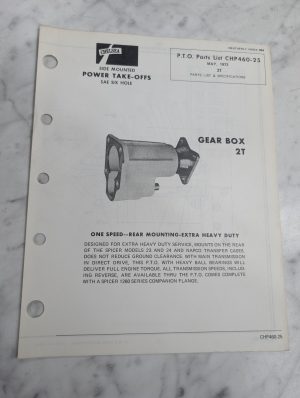 CHELSEA
SIDE MOUNTED
POWER TAKE-OFFS
SAE SIX HOLE
P.T.O. Parts List CHP460-25
MAY, 1975
2T
PARTS LIST & SPECIFICATIONS
GEAR BOX
2T
ONE SPEED—REAR MOUNTING-EXTRA HEAVY DUTY
DESIGNED FOR EXTRA HEAVY DUTY SERVICE, MOUNTS ON THE REAR
OF THE SPICER MODELS 23 AND 24 AND NAPCO TRANSFER CASES.
DOES NOT REDUCE GROUND CLEARANCE. WITH MAIN TRANSMISSION
IN DIRECT DRIVE, THIS P.T.O. WITH HEAVY BALL BEARINGS WILL
DELIVER FULL ENGINE TORQUE. ALL TRANSMISSION SPEEDS, INCLUD-
ING REVERSE, ARE AVAILABLE THRU THE P.T.O. COMES COMPLETE
WITH A SPICER 1280 SERIES COMPANION FLANGE.
CHP460-25